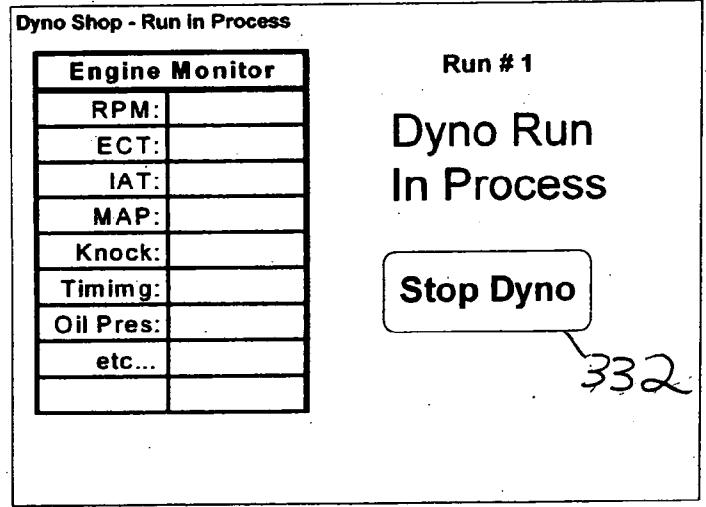 Dyno Shop - Run in Process
Engine Monitor
RPM:
ECT:
IAT:
MAP:
Knock:
Timimg:
Oil Pres:
etc...
Run # 1
Dyno Run
In Process
Stop Dyno
332